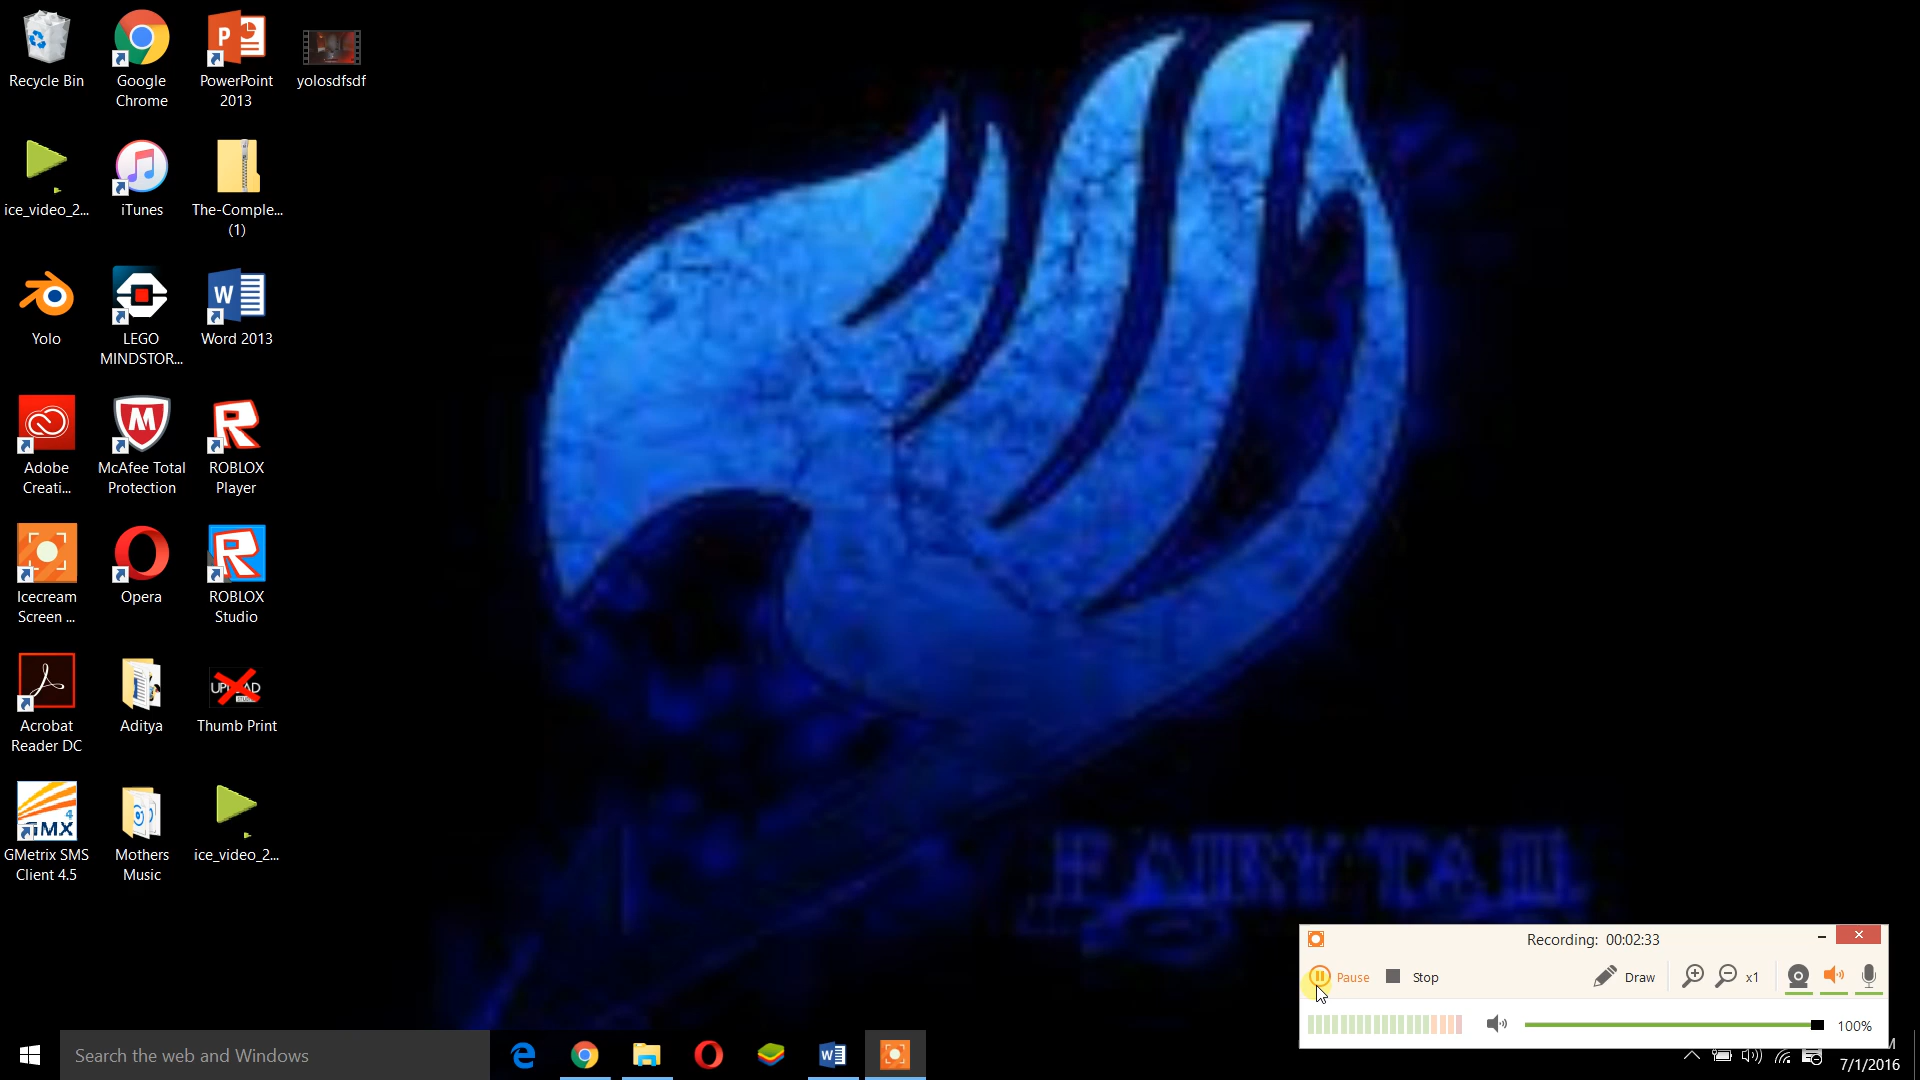 Recycle Bin
Google
Chrome
PowerPoint
2013
yolosdfsdf
ice_video_2...
iTunes
The-Comple...
(1)
Yolo
LEGO
MINDSTOR...
Word 2013
Adobe
Creati...
McAfee Total
Protection
ROBLOX
Player
Icecream
Screen ...
Opera
ROBLOX
Studio
Acrobat
Reader DC
Aditya
Thumb Print
GMetrix SMS
Client 4.5
Mothers
Music
ice_video_2...
FAIRY TAIL
Recording: 00:02:33
Pause
Stop
Draw
x1
100%
Search the web and Windows
7/1/2016